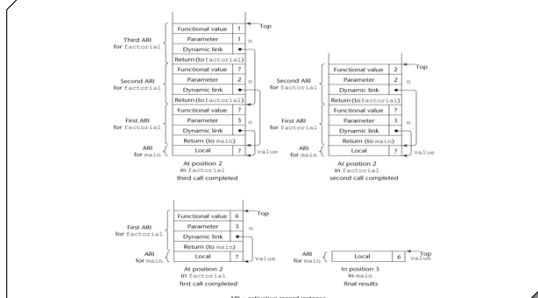 Top
Functional value 1
Third ARI
for factorial
Parameter 1 n
Dynamic link
Return (to factorial)
Functional value ?
Second ARI
for factorial
Parameter 2 n
Dynamic link
Return (to factorial)
Functional value ?
First ARI
for factorial
Parameter 3 n
Dynamic link
Return (to main)
ARI
for main
Local ? value
At position 2
in factorial
third call completed
Top
Functional value 2
Second ARI
for factorial
Parameter 2 n
Dynamic link
Return (to factorial)
Functional value ?
First ARI
for factorial
Parameter 3 n
Dynamic link
Return (to main)
ARI
for main
Local ? value
At position 2
in factorial
second call completed
Top
Functional value 6
First ARI
for factorial
Parameter 3 n
Dynamic link
Return (to main)
ARI
for main
Local ? value
At position 2
in factorial
first call completed
Top
ARI
for main
Local 6 value
In position 3
in main
final results
ARI = activation record instance